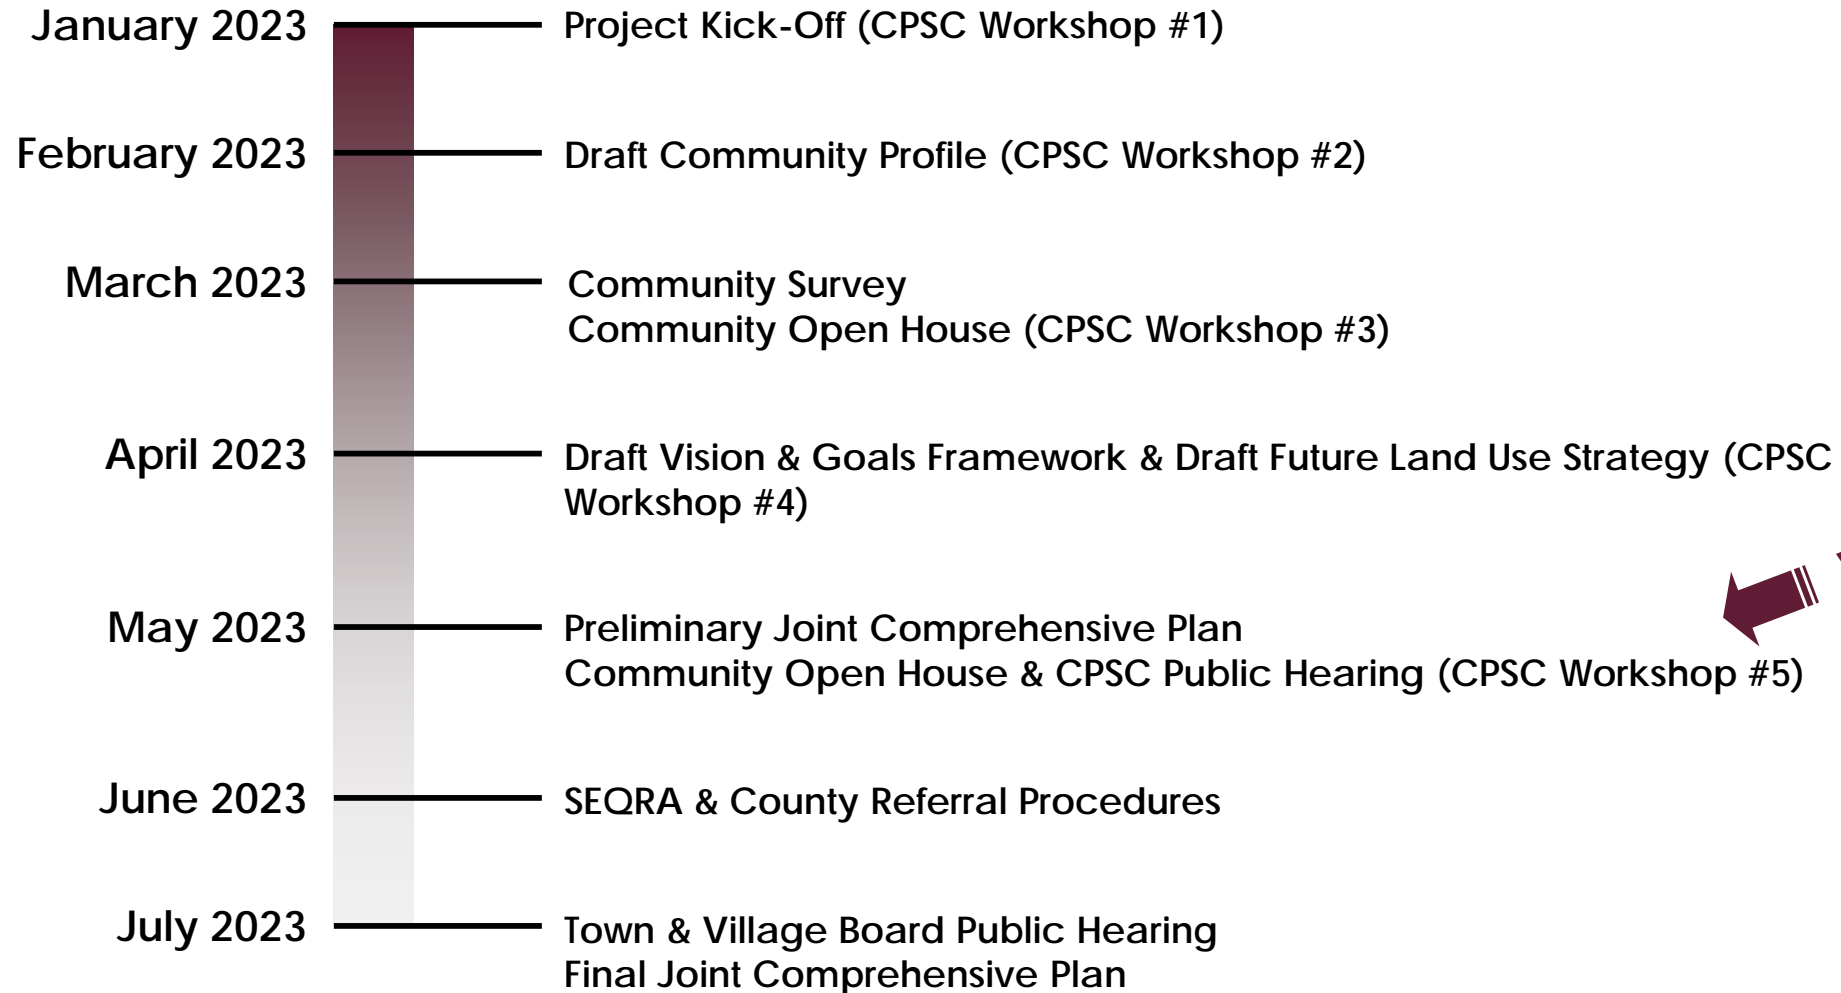 January 2023
Project Kick-Off (CPSC Workshop #1)
February 2023
Draft Community Profile (CPSC Workshop #2)
March 2023
Community Survey
Community Open House (CPSC Workshop #3)
April 2023
Draft Vision & Goals Framework & Draft Future Land Use Strategy (CPSC
Workshop #4)
May 2023
Preliminary Joint Comprehensive Plan
Community Open House & CPSC Public Hearing (CPSC Workshop #5)
June 2023
SEQRA & County Referral Procedures
July 2023
Town & Village Board Public Hearing
Final Joint Comprehensive Plan